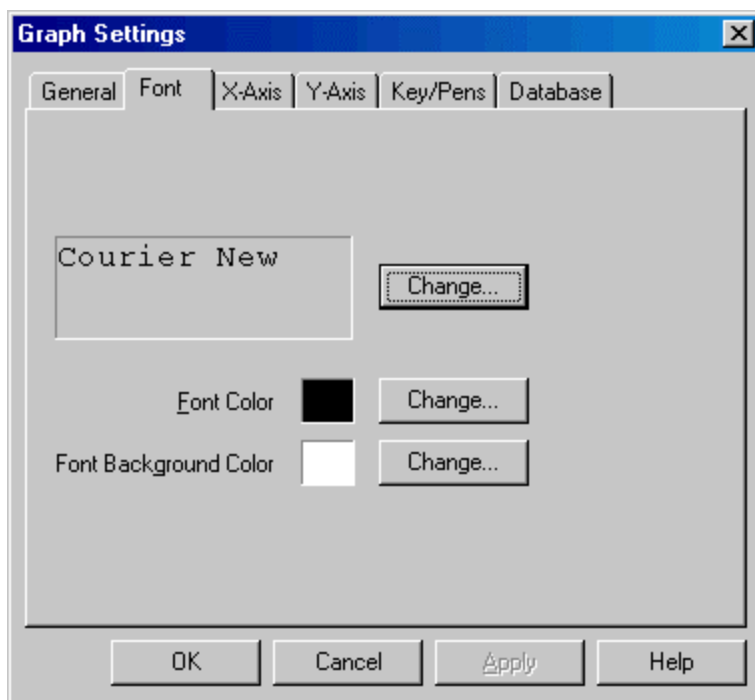 Graph Settings
General Font X-Axis Y-Axis Key/Pens Database
Courier New
Change...
Font Color Change...
Font Background Color Change...
OK Cancel Apply Help